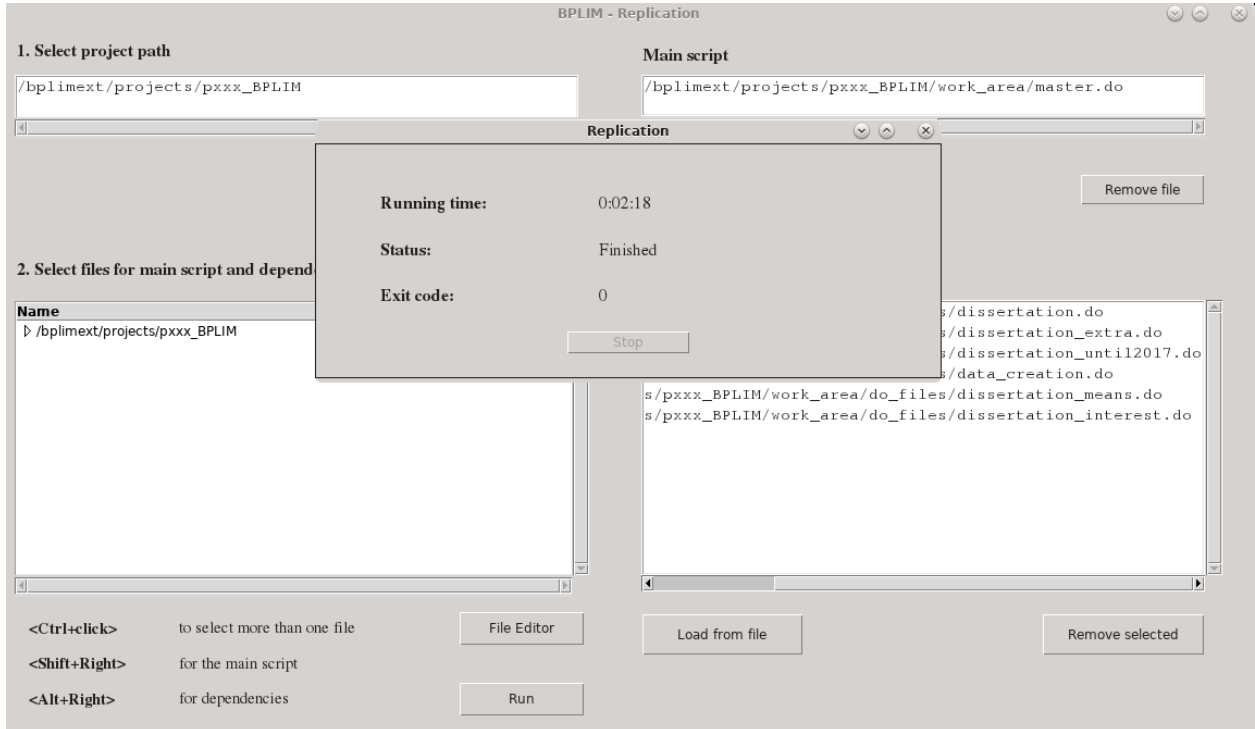 BPLIM - Replication
1. Select project path
Main script
/bplimext/projects/pxxx_BPLIM
/bplimext/projects/pxxx_BPLIM/work_area/master.do
Replication
Remove file
Running time:
0:02:18
Status:
Finished
Exit code:
0
Stop
2. Select files for main script and depend
Name
/bplimext/projects/pxxx_BPLIM
s/dissertation.do
s/dissertation_extra.do
s/dissertation_until2017.do
s/data_creation.do
s/pxxx_BPLIM/work_area/do_files/dissertation_means.do
s/pxxx_BPLIM/work_area/do_files/dissertation_interest.do
<Ctrl+click>
to select more than one file
File Editor
Load from file
Remove selected
<Shift+Right>
for the main script
<Alt+Right>
for dependencies
Run